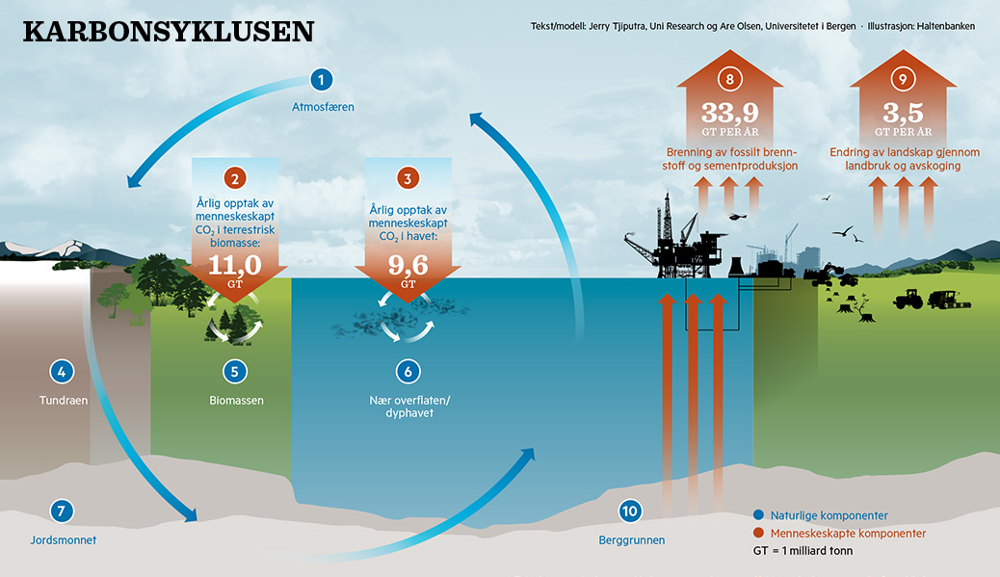 KARBONSYKLUSEN
Tekst/modell: Jerry Tjiputra, Uni Research og Are Olsen, Universitetet i Bergen · Illustrasjon: Haltenbanken
1
Atmosfæren
2
Årlig opptak av
menneskeskapt
CO₂ i terrestrisk
biomasse:
11,0
GT
3
Årlig opptak av
menneskeskapt
CO₂ i havet:
9,6
GT
8
33,9
GT PER ÅR
Brenning av fossilt brenn-
stoff og sementproduksjon
9
3,5
GT PER ÅR
Endring av landskap gjennom
landbruk og avskoging
4
Tundraen
5
Biomassen
6
Nær overflaten/
dyphavet
7
Jordsmonnet
10
Berggrunnen
Naturlige komponenter
Menneskeskapte komponenter
GT = 1 milliard tonn